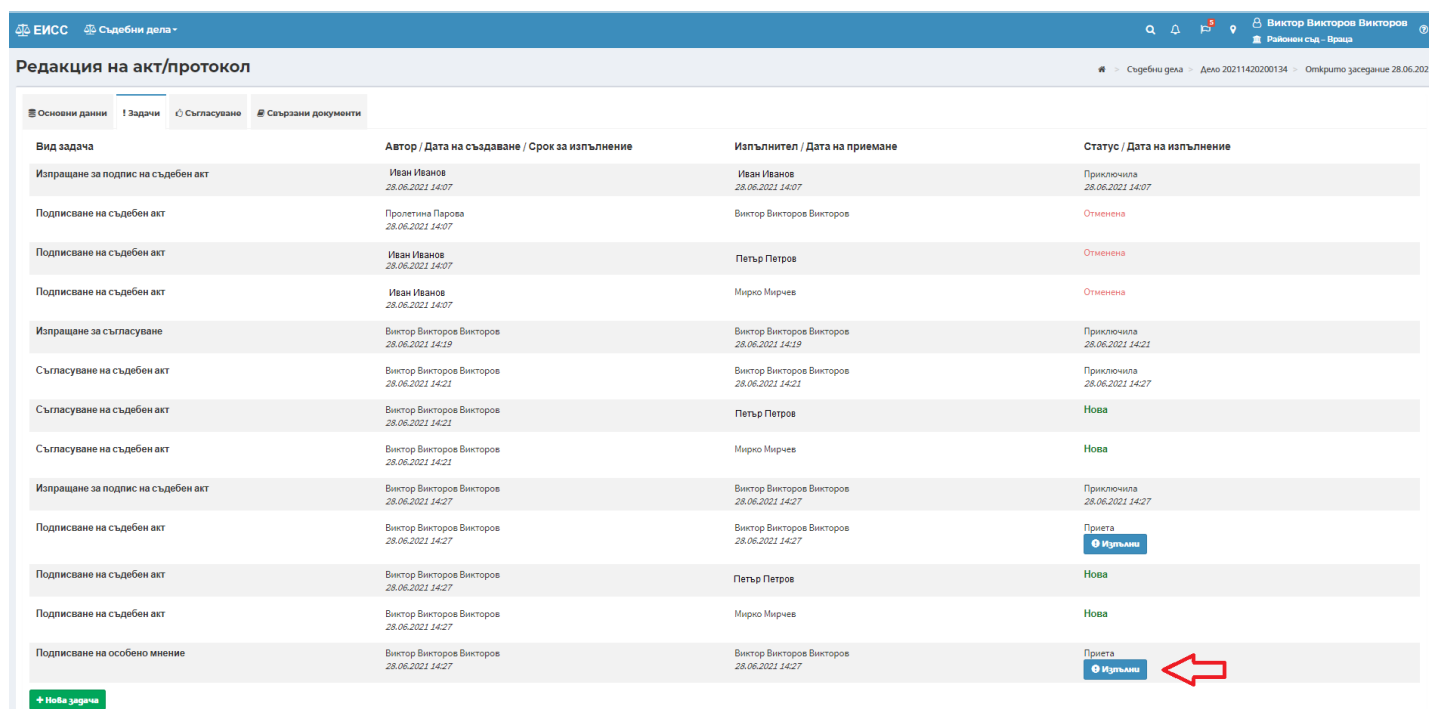 ЕИСС Съдебни дела 5 Виктор Викторов Викторов
Районен съд – Враца
Редакция на акт/протокол > Съдебни дела > Дело 20211420200134 > Открито заседание 28.06.202
Основни данни ! Задачи Съгласуване Свързани документи
Вид задача Автор / Дата на създаване / Срок за изпълнение Изпълнител / Дата на приемане Статус / Дата на изпълнение
Изпращане за подпис на съдебен акт Иван Иванов Иван Иванов Приключила
28.06.2021 14:07 28.06.2021 14:07 28.06.2021 14:07
Подписване на съдебен акт Пролетина Парова Виктор Викторов Викторов Отменена
28.06.2021 14:07
Подписване на съдебен акт Иван Иванов Петър Петров Отменена
28.06.2021 14:07
Подписване на съдебен акт Иван Иванов Мирко Мирчев Отменена
28.06.2021 14:07
Изпращане за съгласуване Виктор Викторов Викторов Виктор Викторов Викторов Приключила
28.06.2021 14:19 28.06.2021 14:19 28.06.2021 14:21
Съгласуване на съдебен акт Виктор Викторов Викторов Виктор Викторов Викторов Приключила
28.06.2021 14:21 28.06.2021 14:21 28.06.2021 14:27
Съгласуване на съдебен акт Виктор Викторов Викторов Петър Петров Нова
28.06.2021 14:21
Съгласуване на съдебен акт Виктор Викторов Викторов Мирко Мирчев Нова
28.06.2021 14:21
Изпращане за подпис на съдебен акт Виктор Викторов Викторов Виктор Викторов Викторов Приключила
28.06.2021 14:27 28.06.2021 14:27 28.06.2021 14:27
Подписване на съдебен акт Виктор Викторов Викторов Виктор Викторов Викторов Приета
28.06.2021 14:27 28.06.2021 14:27 Изпълни
Подписване на съдебен акт Виктор Викторов Викторов Петър Петров Нова
28.06.2021 14:27
Подписване на съдебен акт Виктор Викторов Викторов Мирко Мирчев Нова
28.06.2021 14:27
Подписване на особено мнение Виктор Викторов Викторов Виктор Викторов Викторов Приета
28.06.2021 14:27 28.06.2021 14:27 Изпълни
+ Нова задача